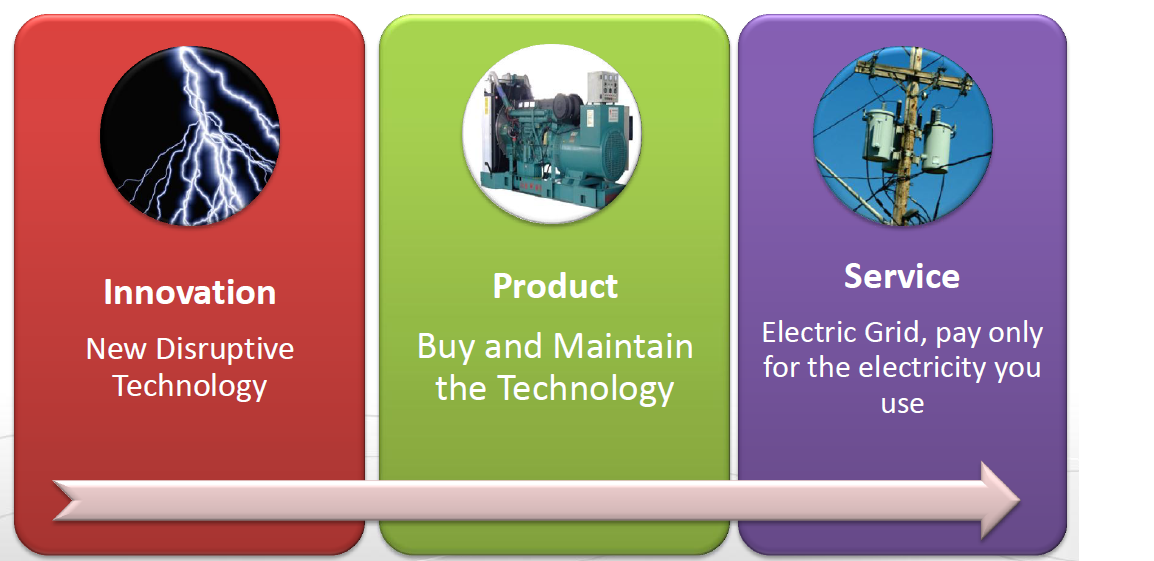 Innovation
New Disruptive
Technology
Product
Buy and Maintain
the Technology
Service
Electric Grid, pay only
for the electricity you
use